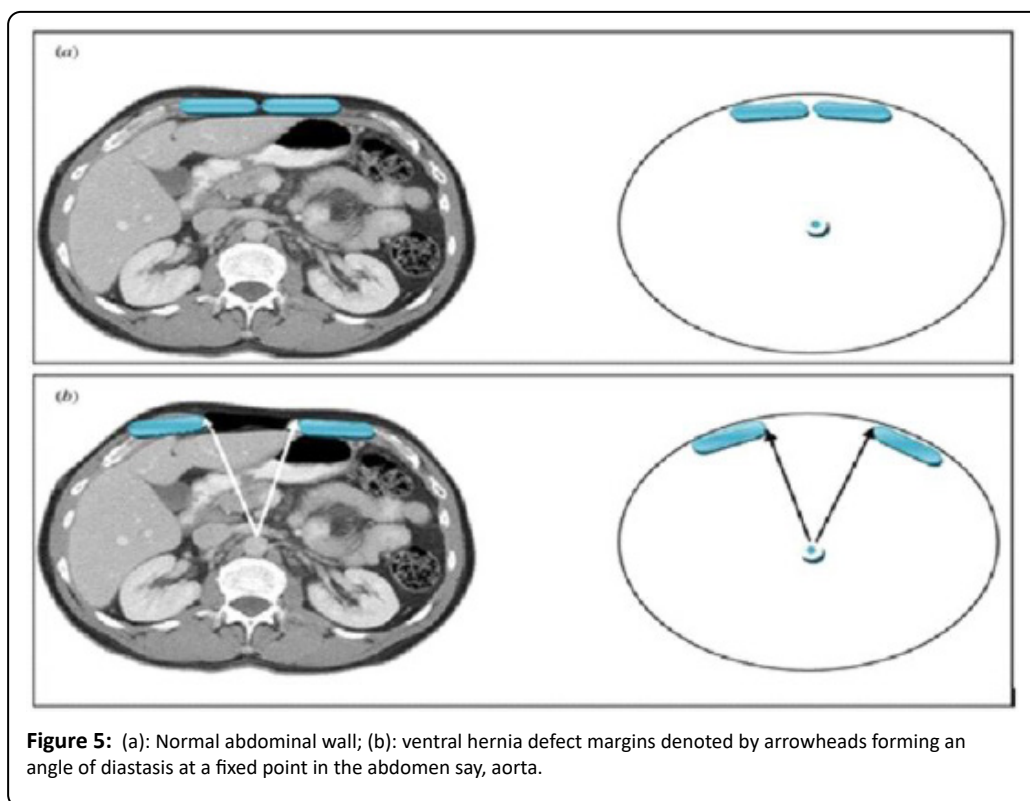 (a)
(b)
Figure 5: (a): Normal abdominal wall; (b): ventral hernia defect margins denoted by arrowheads forming an
angle of diastasis at a fixed point in the abdomen say, aorta.